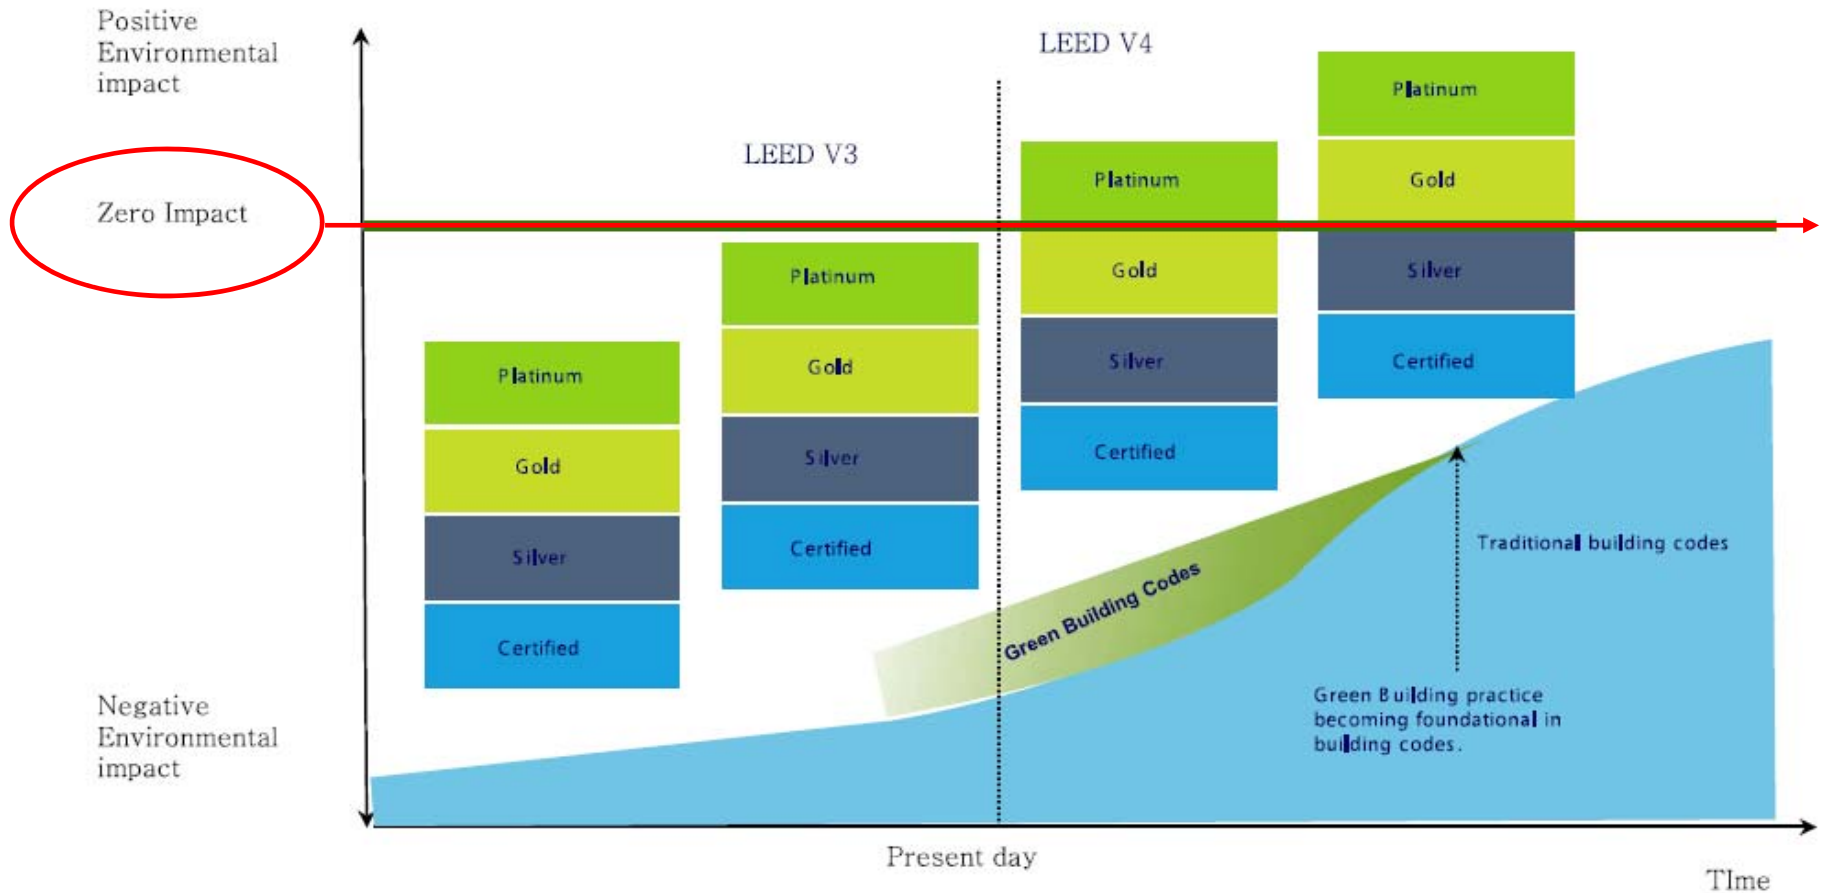 Positive
Environmental
impact
LEED V4
LEED V3
Zero Impact
Platinum
Gold
Silver
Certified
Platinum
Gold
Silver
Certified
Platinum
Gold
Silver
Certified
Platinum
Gold
Silver
Certified
Green Building Codes
Traditional building codes
Green Building practice
becoming foundational in
building codes.
Negative
Environmental
impact
Present day
TIme